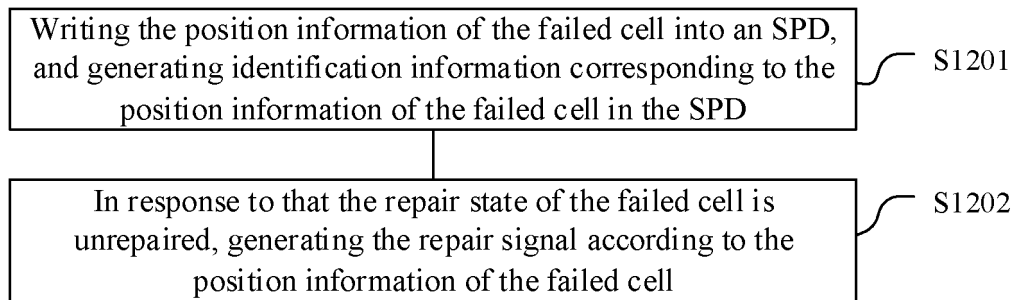 Writing the position information of the failed cell into an SPD,
and generating identification information corresponding to the
position information of the failed cell in the SPD
S1201
In response to that the repair state of the failed cell is
unrepaired, generating the repair signal according to the
position information of the failed cell
S1202